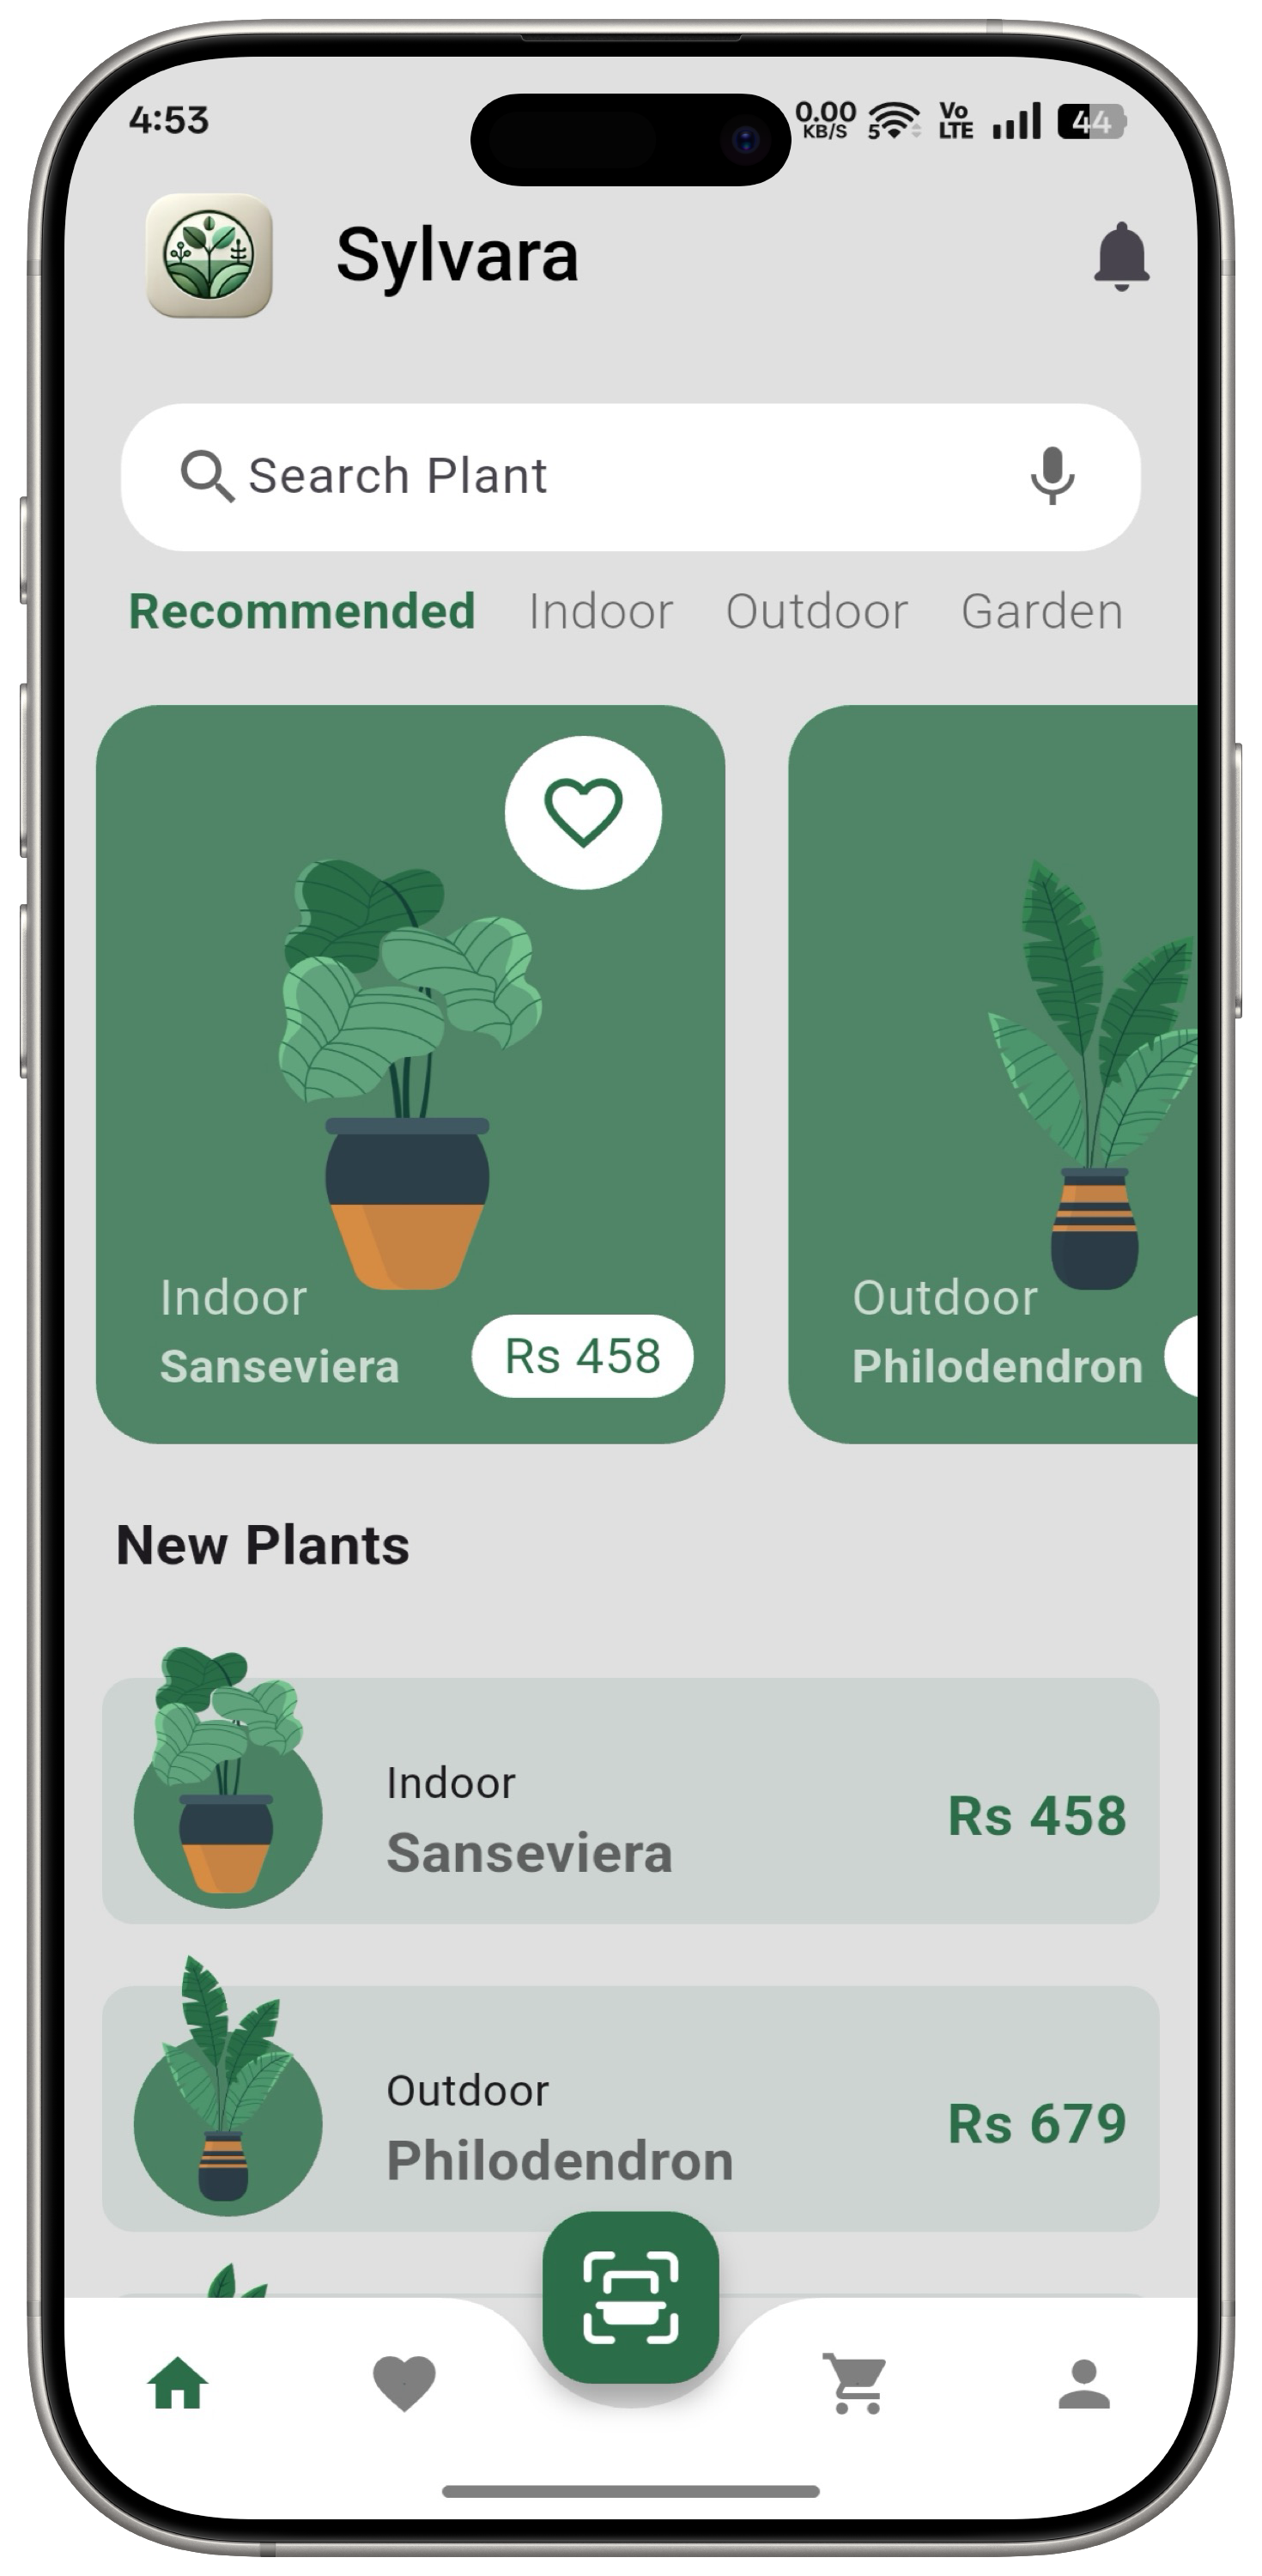 4:53
0.00
KB/S
5
Vo
LTE
44
Sylvara
Search Plant
Recommended Indoor Outdoor Garden
Indoor
Sanseviera
Rs 458
Outdoor
Philodendron
New Plants
Indoor
Sanseviera
Rs 458
Outdoor
Philodendron
Rs 679